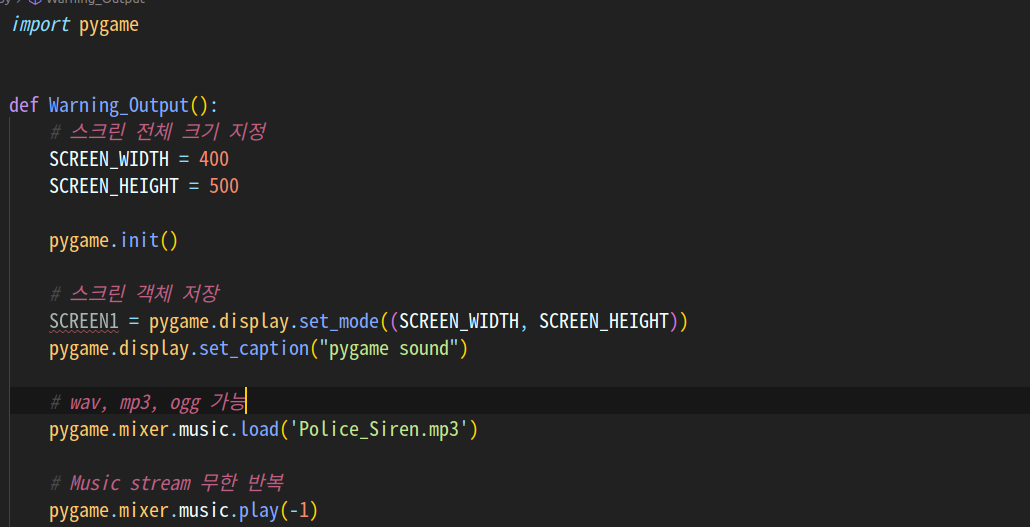 Warning_Output
import pygame
def Warning_Output():
# 스크린 전체 크기 지정
SCREEN_WIDTH = 400
SCREEN_HEIGHT = 500
pygame.init()
# 스크린 객체 저장
SCREEN1 = pygame.display.set_mode((SCREEN_WIDTH, SCREEN_HEIGHT))
pygame.display.set_caption("pygame sound")
# wav, mp3, ogg 가능
pygame.mixer.music.load('Police_Siren.mp3')
# Music stream 무한 반복
pygame.mixer.music.play(-1)